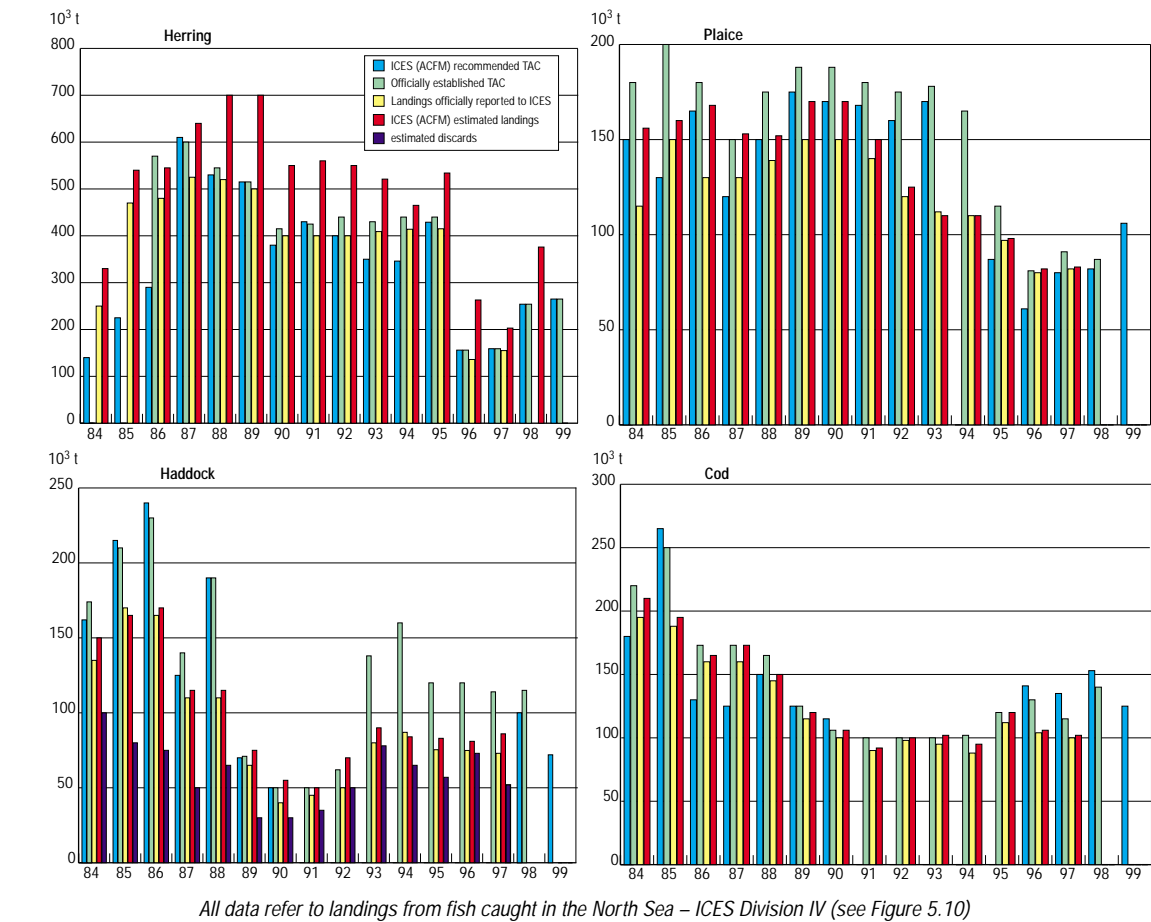 10³ t
Herring
800
700
600
500
400
300
200
100
0
84 85 86 87 88 89 90 91 92 93 94 95 96 97 98 99
ICES (ACFM) recommended TAC
Officially established TAC
Landings officially reported to ICES
ICES (ACFM) estimated landings
estimated discards
10³ t
Plaice
200
150
100
50
0
84 85 86 87 88 89 90 91 92 93 94 95 96 97 98 99
10³ t
Haddock
250
200
150
100
50
0
84 85 86 87 88 89 90 91 92 93 94 95 96 97 98 99
10³ t
Cod
300
250
200
150
100
50
0
84 85 86 87 88 89 90 91 92 93 94 95 96 97 98 99
All data refer to landings from fish caught in the North Sea – ICES Division IV (see Figure 5.10)